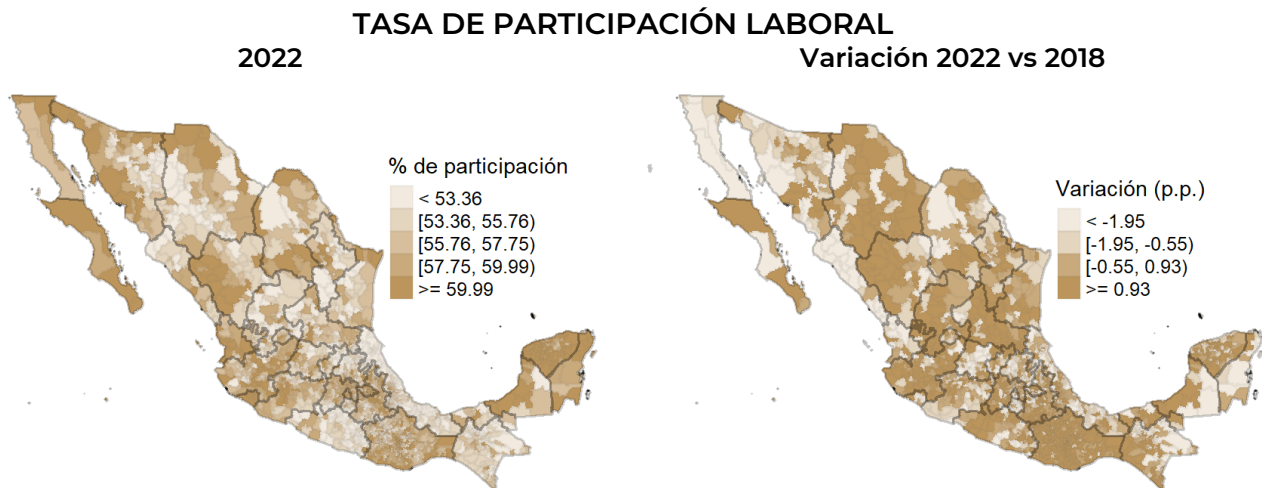 TASA DE PARTICIPACIÓN LABORAL
2022
Variación 2022 vs 2018
% de participación
< 53.36
[53.36, 55.76)
[55.76, 57.75)
[57.75, 59.99)
>= 59.99
Variación (p.p.)
< -1.95
[-1.95, -0.55)
[-0.55, 0.93)
>= 0.93